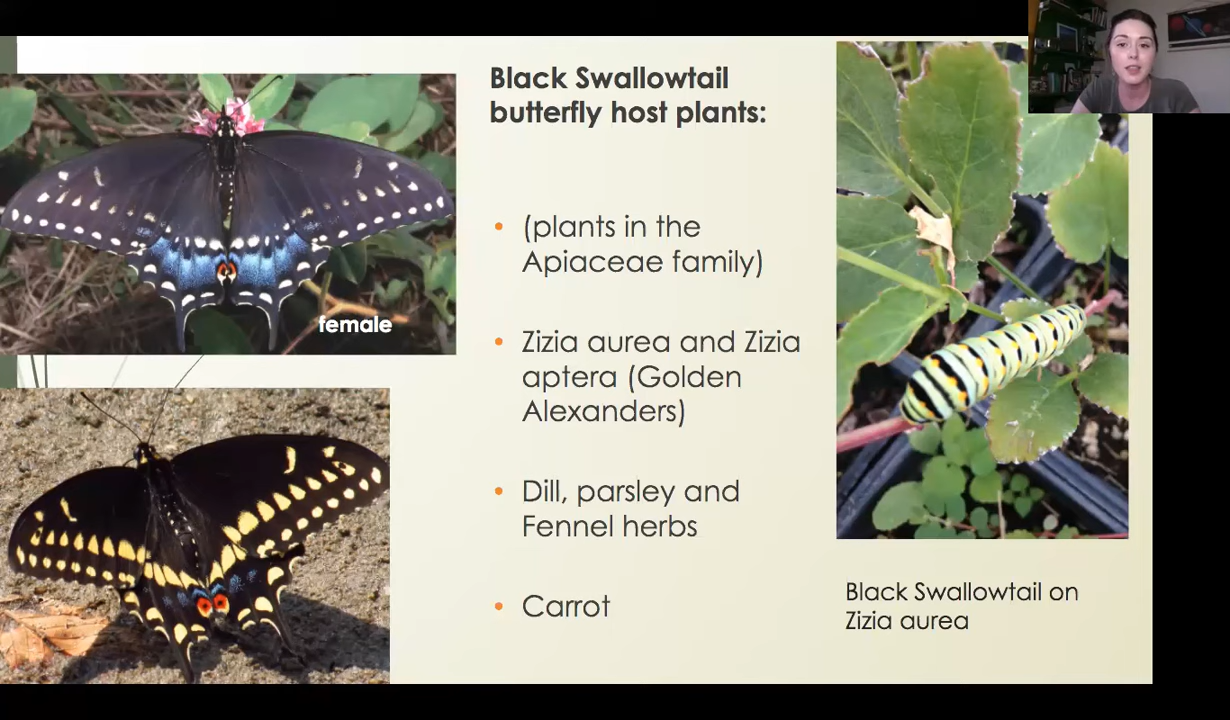 Black Swallowtail
butterfly host plants:
(plants in the
Apiaceae family)
Zizia aurea and Zizia
aptera (Golden
Alexanders)
Dill, parsley and
Fennel herbs
Carrot
female
Black Swallowtail on
Zizia aurea